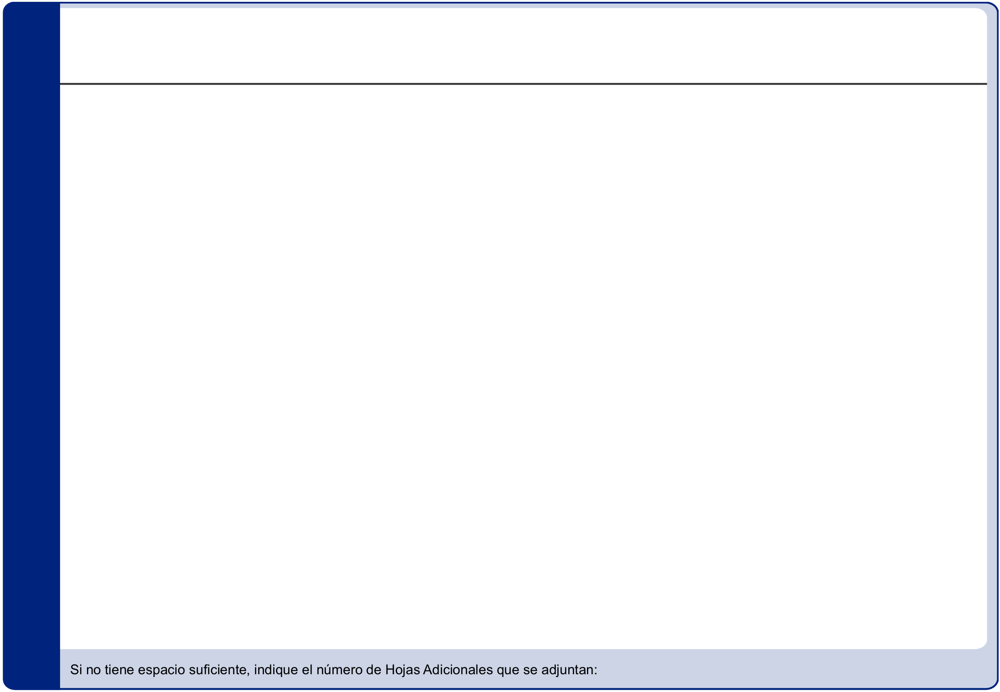 Si no tiene espacio suficiente, indique el número de Hojas Adicionales que se adjuntan: